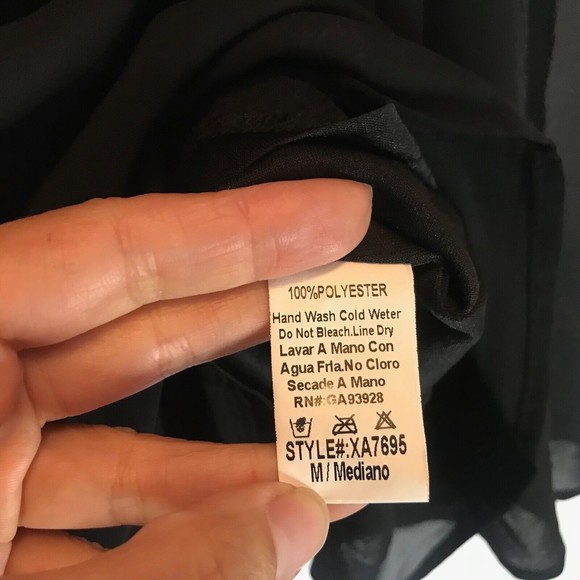 100%POLYESTER
Hand Wash Cold Weter
Do Not Bleach.Line Dry
Lavar A Mano Con
Agua Fria.No Cloro
Secade A Mano
RN#:GA93928
STYLE#:XA7695
M/Mediano